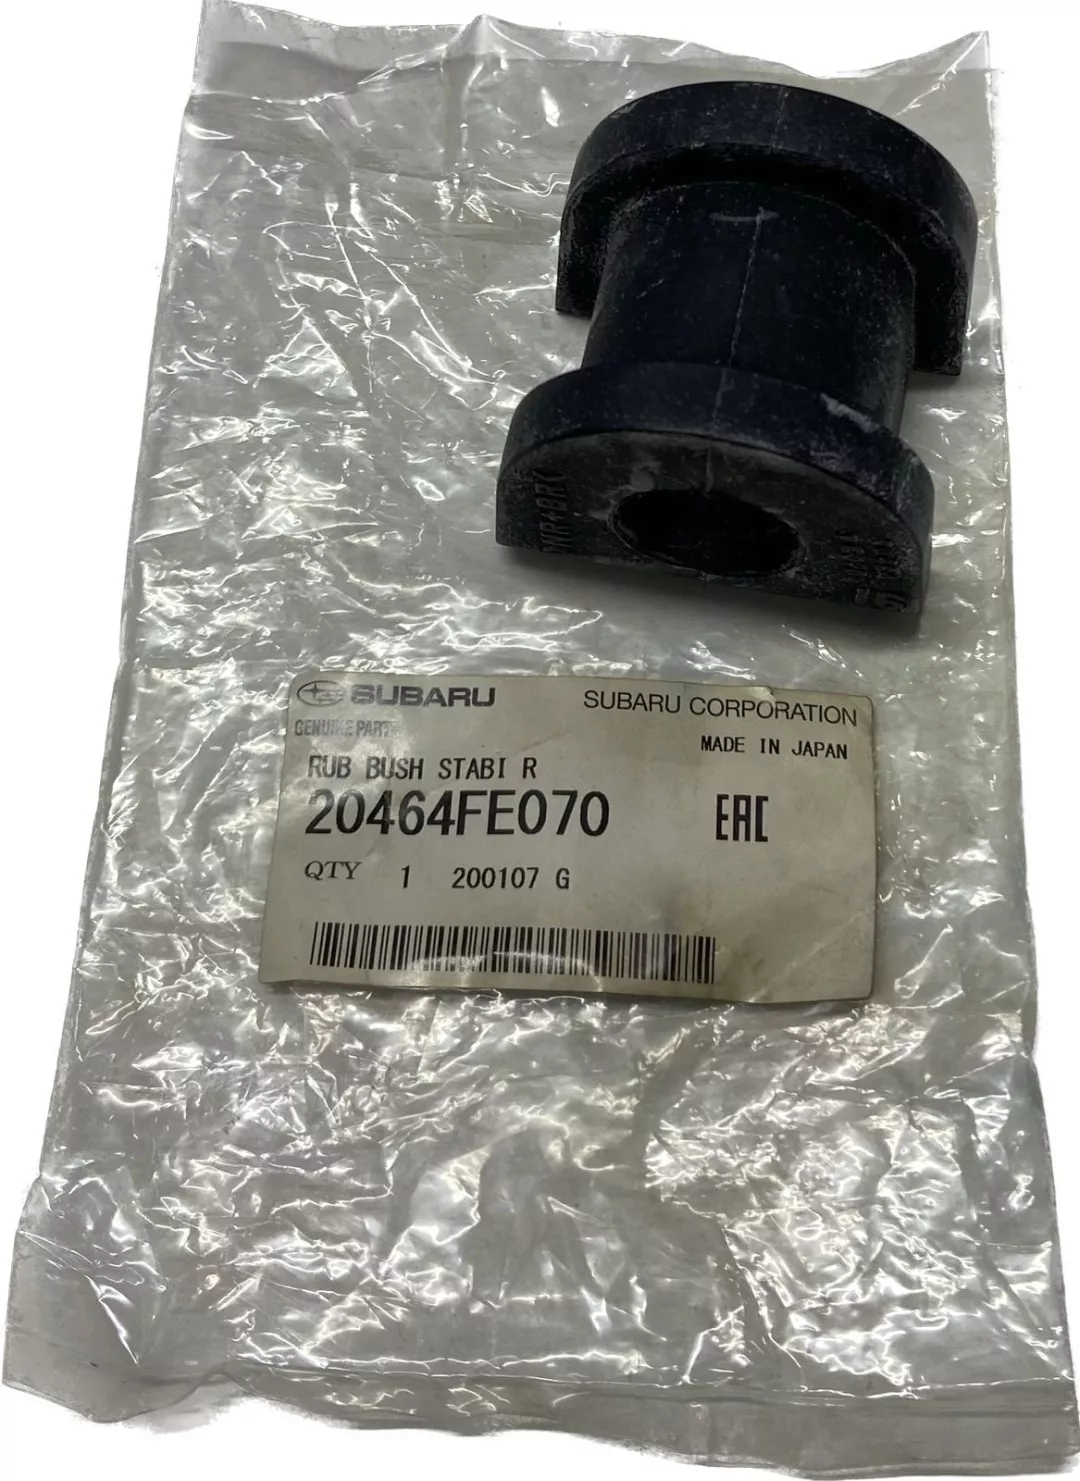 SUBARU
SUBARU CORPORATION
GENUINE PARTS
MADE IN JAPAN
RUB BUSH STABI R
20464FE070
EAC
QTY 1 200107 G